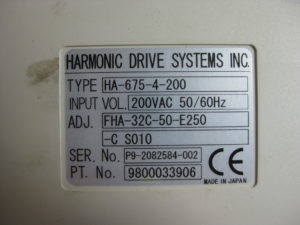 HARMONIC DRIVE SYSTEMS INC.
TYPE HA-675-4-200
INPUT VOL. 200VAC 50/60Hz
ADJ. FHA-32C-50-E250
-C S010
SER. No. P9-2082584-002
PT. No. 9800033906
CE
MADE IN JAPAN